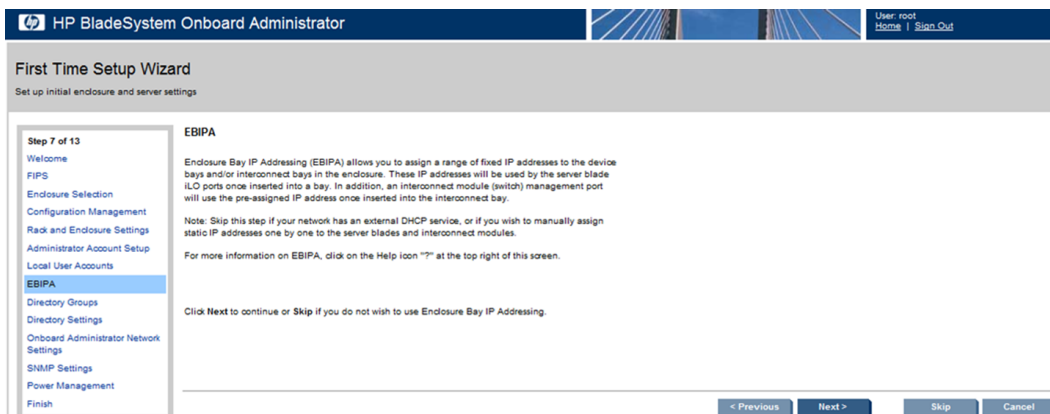 HP BladeSystem Onboard Administrator
User: root
Home | Sign Out
First Time Setup Wizard
Set up initial enclosure and server settings
Step 7 of 13
Welcome
FIPS
Enclosure Selection
Configuration Management
Rack and Enclosure Settings
Administrator Account Setup
Local User Accounts
EBIPA
Directory Groups
Directory Settings
Onboard Administrator Network
Settings
SNMP Settings
Power Management
Finish
EBIPA
Enclosure Bay IP Addressing (EBIPA) allows you to assign a range of fixed IP addresses to the device
bays and/or interconnect bays in the enclosure. These IP addresses will be used by the server blade
iLO ports once inserted into a bay. In addition, an interconnect module (switch) management port
will use the pre-assigned IP address once inserted into the interconnect bay.
Note: Skip this step if your network has an external DHCP service, or if you wish to manually assign
static IP addresses one by one to the server blades and interconnect modules.
For more information on EBIPA, click on the Help icon "?" at the top right of this screen.
Click Next to continue or Skip if you do not wish to use Enclosure Bay IP Addressing.
< Previous
Next >
Skip
Cancel